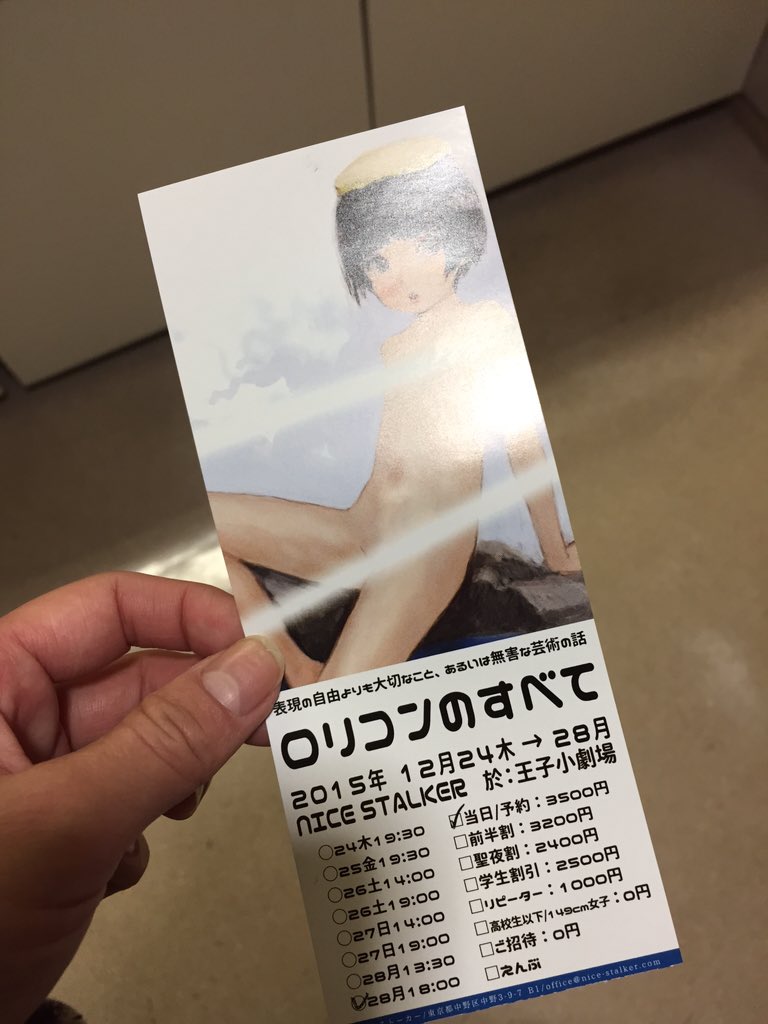 表現の自由よりも大切なこと、あるいは無害な芸術の話
ロリコンのすべて
2015年 12月24木→28月
NICE STALKER 於:王子小劇場
○24木19:30
○25金19:30
○26土14:00
○26土19:00
○27日14:00
○27日19:00
○28月13:30
○28月18:00
□当日/予約:3500円
□前半割:3200円
□聖夜割:2400円
□学生割引:2500円
□リピーター:1000円
□高校生以下/149cm女子:0円
□ご招待:0円
□えんぶ
トーカー/東京都中野区中野3-9-7 B1/office@nice-stalker.com